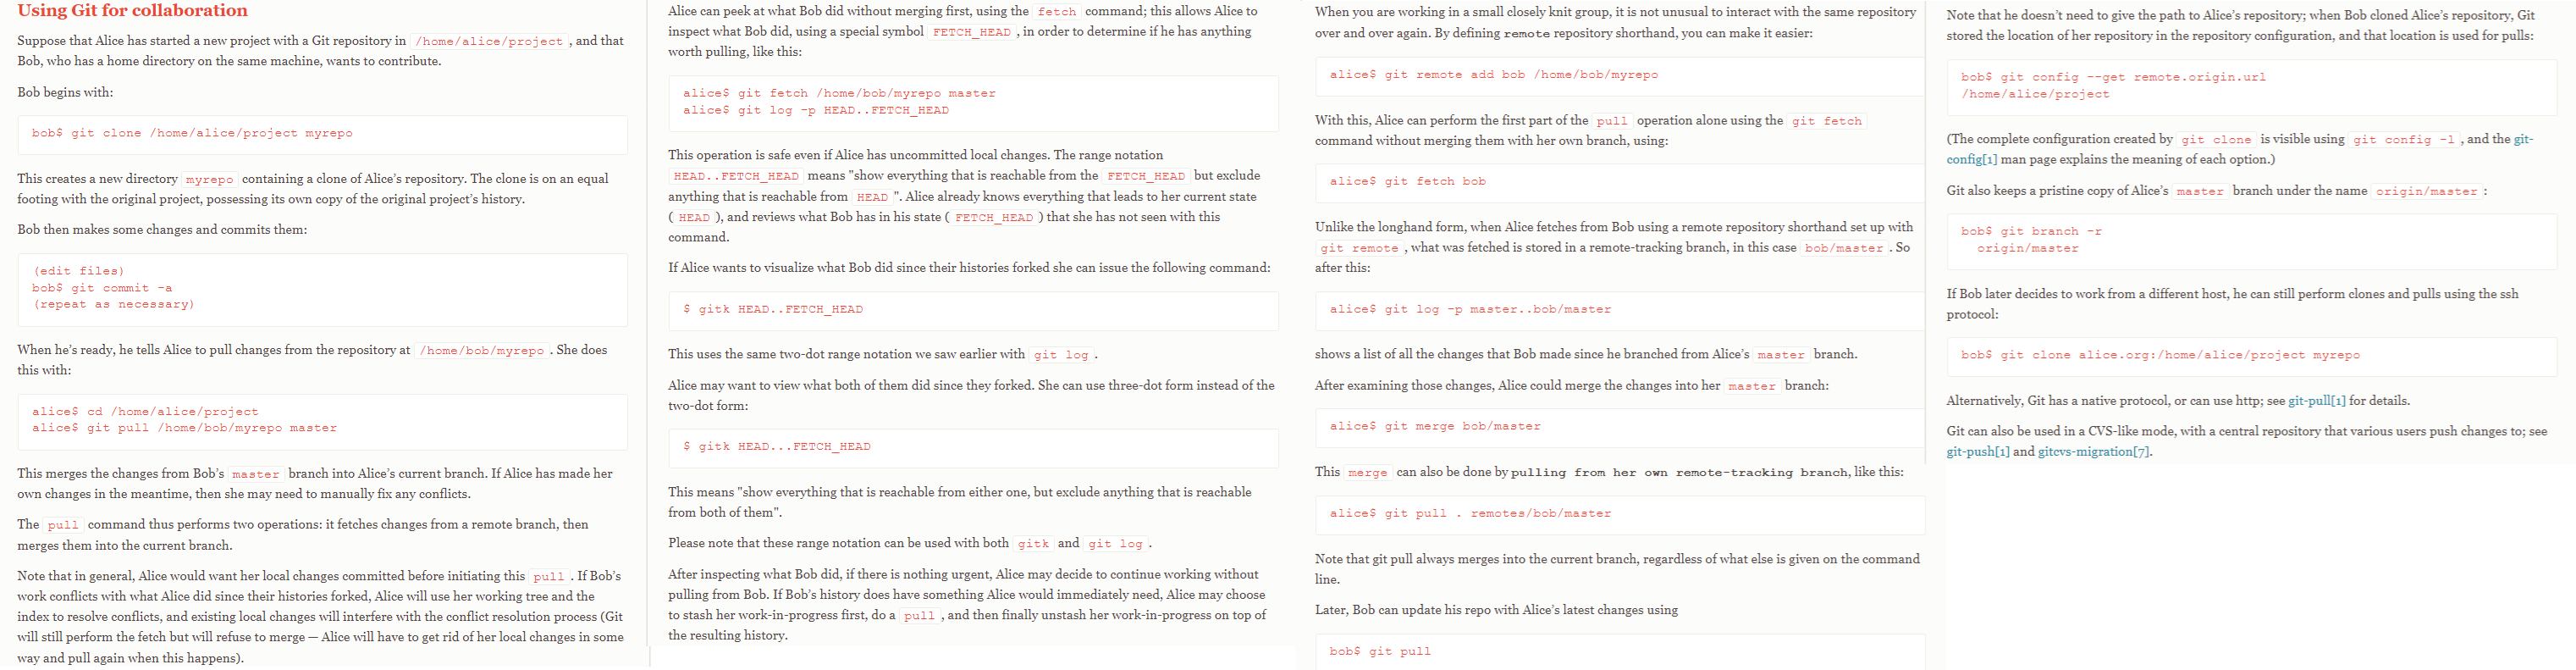 Using Git for collaboration
Suppose that Alice has started a new project with a Git repository in /home/alice/project, and that
Bob, who has a home directory on the same machine, wants to contribute.
Bob begins with:
bob$ git clone /home/alice/project myrepo
This creates a new directory myrepo containing a clone of Alice's repository. The clone is on an equal
footing with the original project, possessing its own copy of the original project's history.
Bob then makes some changes and commits them:
(edit files)
bob$ git commit -a
(repeat as necessary)
When he's ready, he tells Alice to pull changes from the repository at /home/bob/myrepo. She does
this with:
alice$ cd /home/alice/project
alice$ git pull /home/bob/myrepo master
This merges the changes from Bob's master branch into Alice's current branch. If Alice has made her
own changes in the meantime, then she may need to manually fix any conflicts.
The pull command thus performs two operations: it fetches changes from a remote branch, then
merges them into the current branch.
Note that in general, Alice would want her local changes committed before initiating this pull. If Bob's
work conflicts with what Alice did since their histories forked, Alice will use her working tree and the
index to resolve conflicts, and existing local changes will interfere with the conflict resolution process (Git
will still perform the fetch but will refuse to merge — Alice will have to get rid of her local changes in some
way and pull again when this happens).
Alice can peek at what Bob did without merging first, using the fetch command; this allows Alice to
inspect what Bob did, using a special symbol FETCH_HEAD, in order to determine if he has anything
worth pulling, like this:
alice$ git fetch /home/bob/myrepo master
alice$ git log -p HEAD..FETCH_HEAD
This operation is safe even if Alice has uncommitted local changes. The range notation
HEAD..FETCH_HEAD means "show everything that is reachable from the FETCH_HEAD but exclude
anything that is reachable from HEAD". Alice already knows everything that leads to her current state
(HEAD), and reviews what Bob has in his state (FETCH_HEAD) that she has not seen with this
command.
If Alice wants to visualize what Bob did since their histories forked she can issue the following command:
$ gitk HEAD..FETCH_HEAD
This uses the same two-dot range notation we saw earlier with git log.
Alice may want to view what both of them did since they forked. She can use three-dot form instead of the
two-dot form:
$ gitk HEAD...FETCH_HEAD
This means "show everything that is reachable from either one, but exclude anything that is reachable
from both of them".
Please note that these range notation can be used with both gitk and git log.
After inspecting what Bob did, if there is nothing urgent, Alice may decide to continue working without
pulling from Bob. If Bob's history does have something Alice would immediately need, Alice may choose
to stash her work-in-progress first, do a pull, and then finally unstash her work-in-progress on top of
the resulting history.
When you are working in a small closely knit group, it is not unusual to interact with the same repository
over and over again. By defining remote repository shorthand, you can make it easier:
alice$ git remote add bob /home/bob/myrepo
With this, Alice can perform the first part of the pull operation alone using the git fetch
command without merging them with her own branch, using:
alice$ git fetch bob
Unlike the longhand form, when Alice fetches from Bob using a remote repository shorthand set up with
git remote, what was fetched is stored in a remote-tracking branch, in this case bob/master. So
after this:
alice$ git log -p master..bob/master
shows a list of all the changes that Bob made since he branched from Alice's master branch.
After examining those changes, Alice could merge the changes into her master branch:
alice$ git merge bob/master
This merge can also be done by pulling from her own remote-tracking branch, like this:
alice$ git pull . remotes/bob/master
Note that git pull always merges into the current branch, regardless of what else is given on the command
line.
Later, Bob can update his repo with Alice's latest changes using
bob$ git pull
Note that he doesn't need to give the path to Alice's repository; when Bob cloned Alice's repository, Git
stored the location of her repository in the repository configuration, and that location is used for pulls:
bob$ git config --get remote.origin.url
/home/alice/project
(The complete configuration created by git clone is visible using git config -l, and the git-
config[1] man page explains the meaning of each option.)
Git also keeps a pristine copy of Alice's master branch under the name origin/master:
bob$ git branch -r
origin/master
If Bob later decides to work from a different host, he can still perform clones and pulls using the ssh
protocol:
bob$ git clone alice.org:/home/alice/project myrepo
Alternatively, Git has a native protocol, or can use http; see git-pull[1] for details.
Git can also be used in a CVS-like mode, with a central repository that various users push changes to; see
git-push[1] and gitcvs-migration[7].